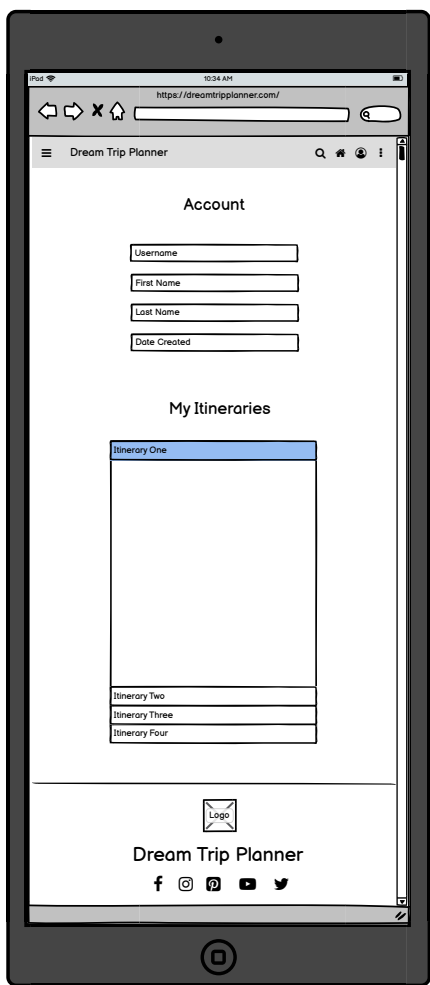 iPad
10:34 AM
https://dreamtripplanner.com/
Dream Trip Planner
Account
Username
First Name
Last Name
Date Created
My Itineraries
Itinerary One
Itinerary Two
Itinerary Three
Itinerary Four
Logo
Dream Trip Planner